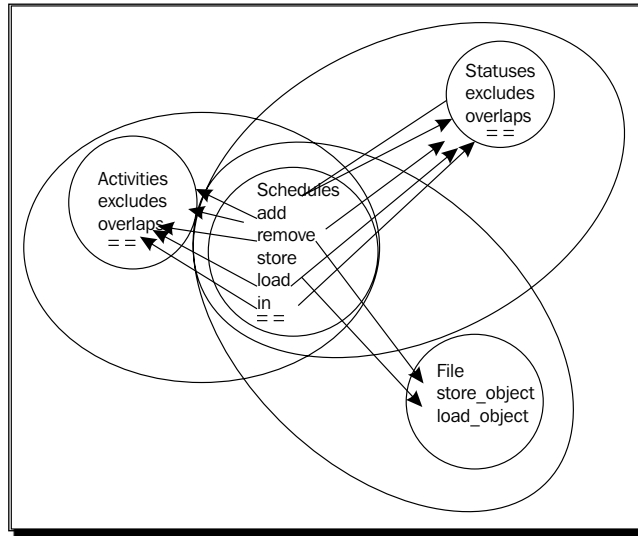 Statuses
excludes
overlaps
= =
Activities
excludes
overlaps
= =
Schedules
add
remove
store
load
in
= =
File
store_object
load_object